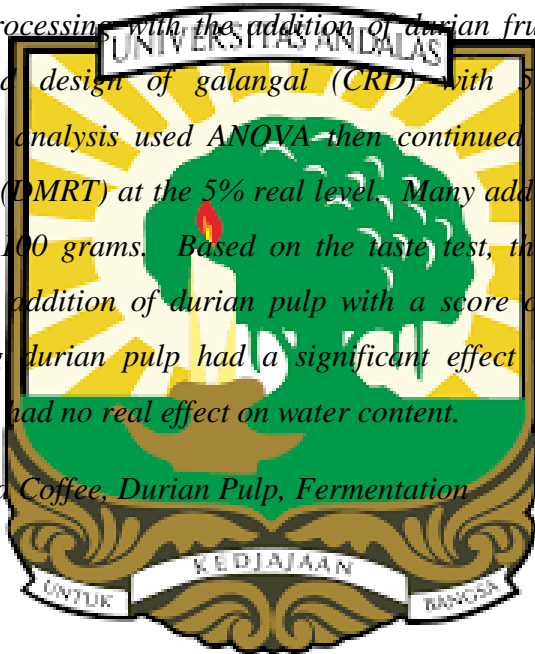 rocessing with the addition of durian fru
UNIVERSITAS ANDALAS
d design of galangal (CRD) with 5
analysis used ANOVA then continued
(DMRT) at the 5% real level. Many add
100 grams. Based on the taste test, th
addition of durian pulp with a score o
durian pulp had a significant effect
had no real effect on water content.
Coffee, Durian Pulp, Fermentation
KEDJAJAAN
UNTUK BANGSA